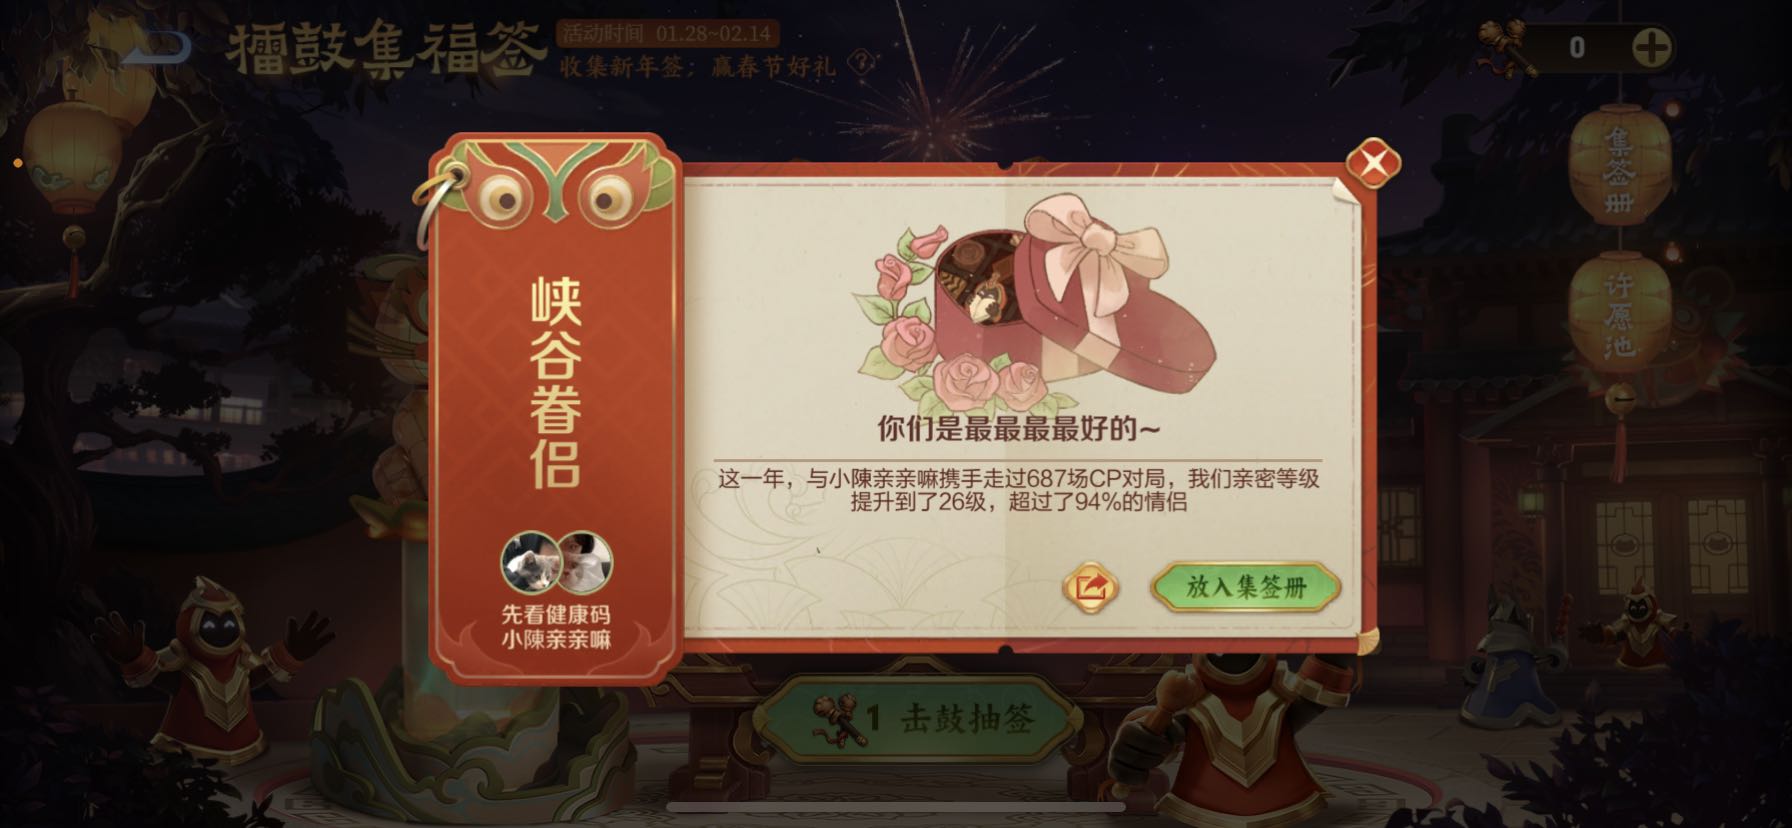 擂鼓集福签
活动时间 01.28~02.14
收集新年签；赢春节好礼
?
0
集签册
许愿池
峡谷眷侣
先看健康码
小陳亲亲嘛
你们是最最最最好的~
这一年，与小陳亲亲嘛携手走过687场CP对局，我们亲密等级
提升到了26级，超过了94%的情侣
放入集签册
1 击鼓抽签